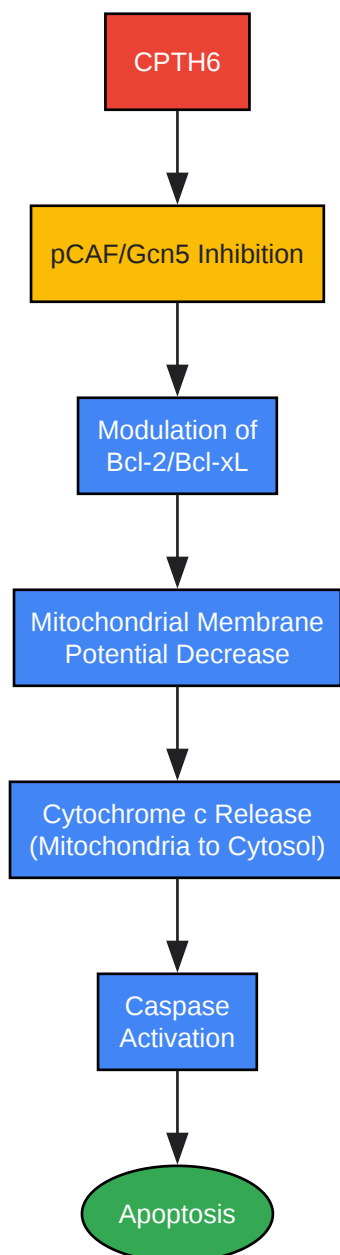 CPTH6
pCAF/Gcn5 Inhibition
Modulation of
Bcl-2/Bcl-xL
Mitochondrial Membrane
Potential Decrease
Cytochrome c Release
(Mitochondria to Cytosol)
Caspase
Activation
Apoptosis